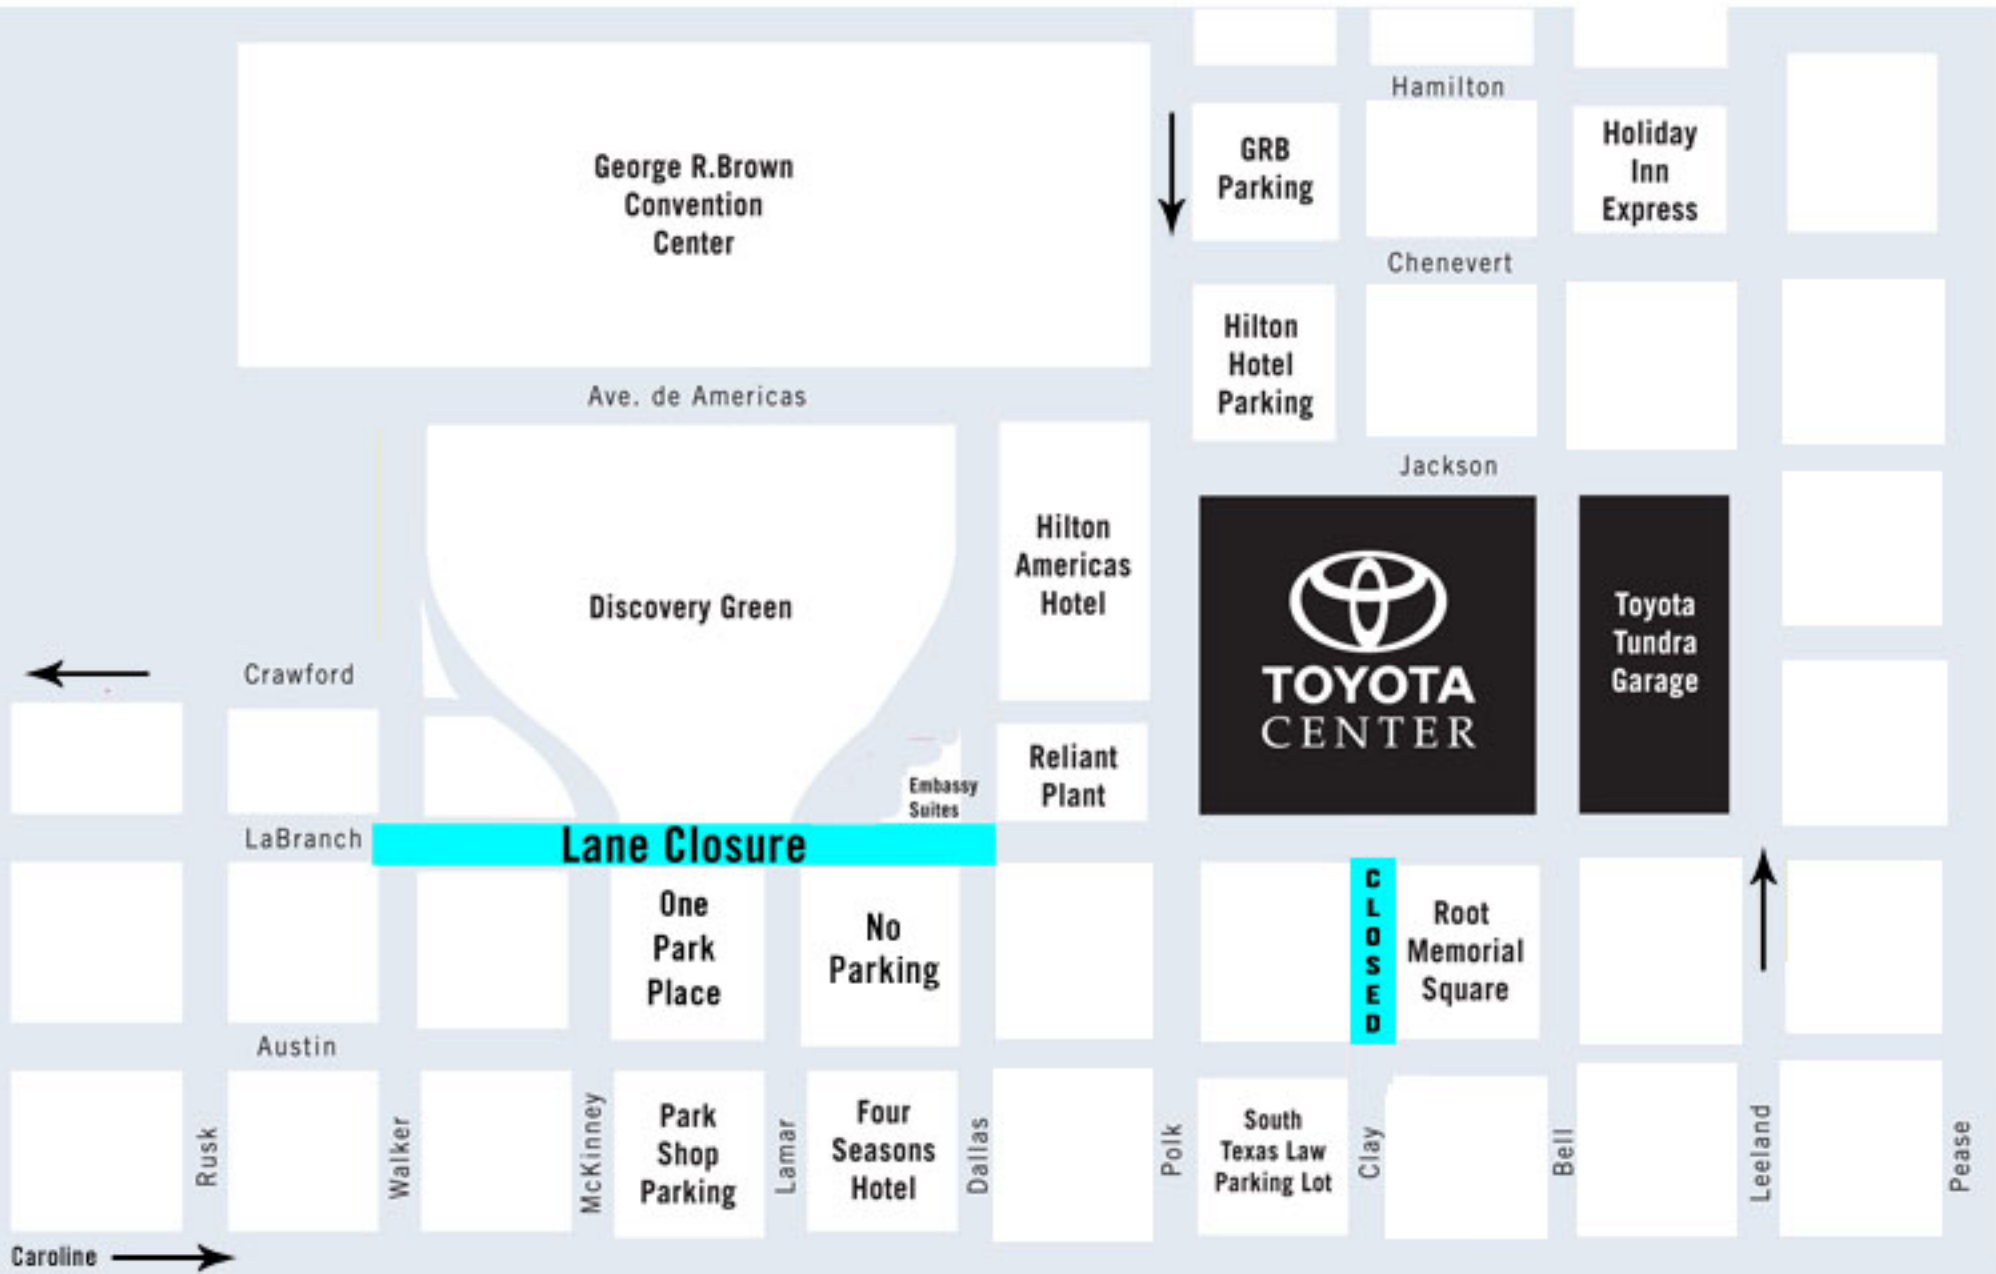 Hamilton
George R.Brown
Convention
Center
GRB
Parking
Holiday
Inn
Express
Chenevert
Hilton
Hotel
Parking
Ave. de Americas
Jackson
Hilton
Americas
Hotel
Discovery Green
TOYOTA
CENTER
Toyota
Tundra
Garage
Crawford
Reliant
Plant
Embassy
Suites
LaBranch
Lane Closure
CLOSED
One
Park
Place
No
Parking
Root
Memorial
Square
Austin
Rusk
Walker
McKinney
Park
Shop
Parking
Lamar
Four
Seasons
Hotel
Dallas
Polk
South
Texas Law
Parking Lot
Clay
Bell
Leeland
Pease
Caroline